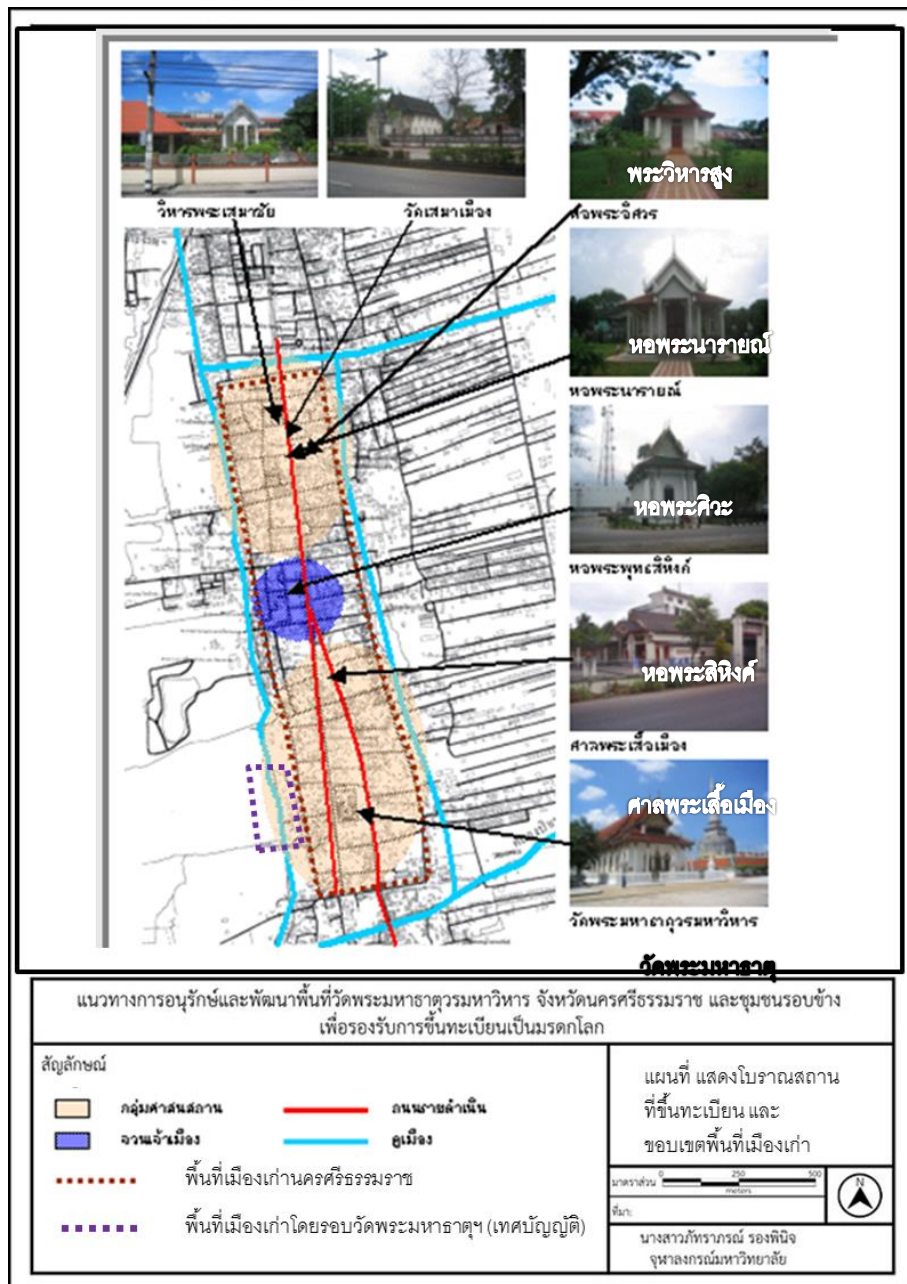 วิหารพระเสมาชัย
วัดเสมาเมือง
พระวิหารสูง
หอพระอิศวร
หอพระนารายณ์
หอพระนารายณ์
หอพระศิวะ
หอพระพุทธสิหิงค์
หอพระสิหิงค์
ศาลพระเสื้อเมือง
ศาลพระเสื้อเมือง
วัดพระมหาธาตุวรมหาวิหาร
วัดพระมหาธาตุ
แนวทางการอนุรักษ์และพัฒนาพื้นที่วัดพระมหาธาตุวรมหาวิหาร จังหวัดนครศรีธรรมราช และชุมชนรอบข้าง
เพื่อรองรับการขึ้นทะเบียนเป็นมรดกโลก
สัญลักษณ์
กลุ่มศาสนสถาน
ถนนราชดำเนิน
จวนเจ้าเมือง
คูเมือง
พื้นที่เมืองเก่านครศรีธรรมราช
พื้นที่เมืองเก่าโดยรอบวัดพระมหาธาตุฯ (เทศบัญญัติ)
แผนที่ แสดงโบราณสถาน
ที่ขึ้นทะเบียน และ
ขอบเขตพื้นที่เมืองเก่า
มาตราส่วน 0 250 500
meters
N
ที่มา:
นางสาวภัทราภรณ์ รองพินิจ
จุฬาลงกรณ์มหาวิทยาลัย